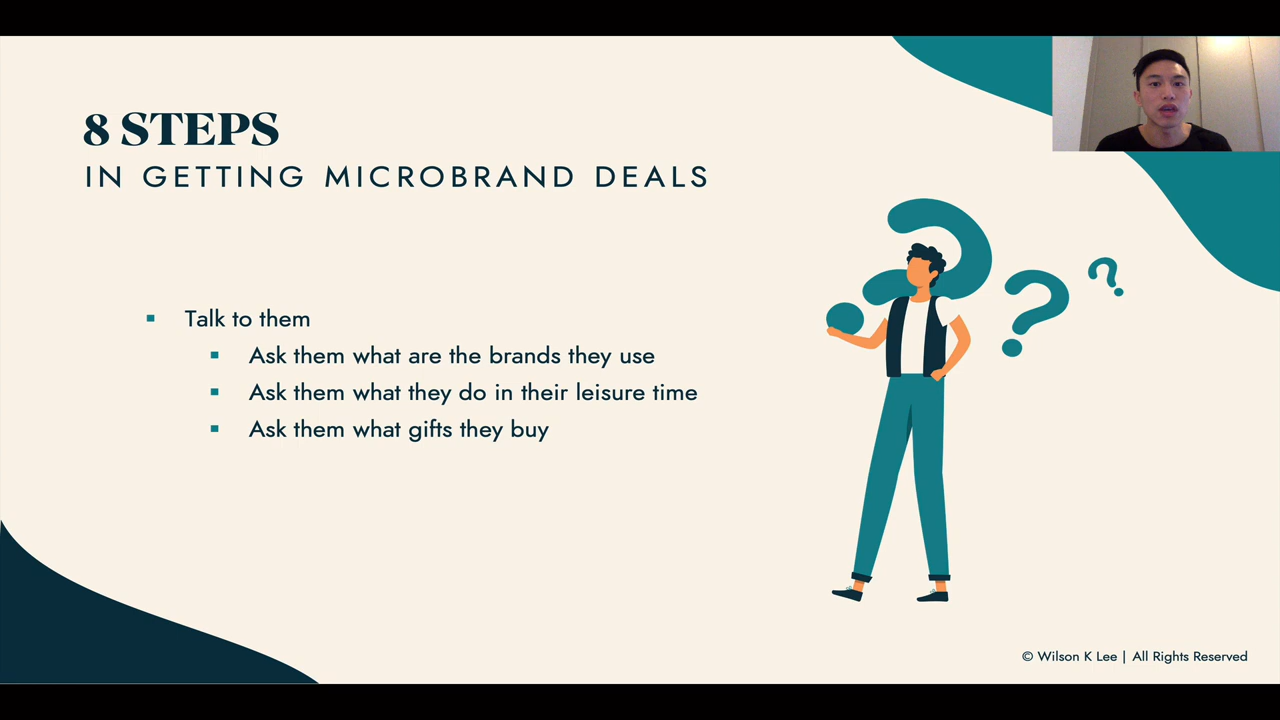 8 STEPS
IN GETTING MICROBRAND DEALS
Talk to them
Ask them what are the brands they use
Ask them what they do in their leisure time
Ask them what gifts they buy
© Wilson K Lee | All Rights Reserved